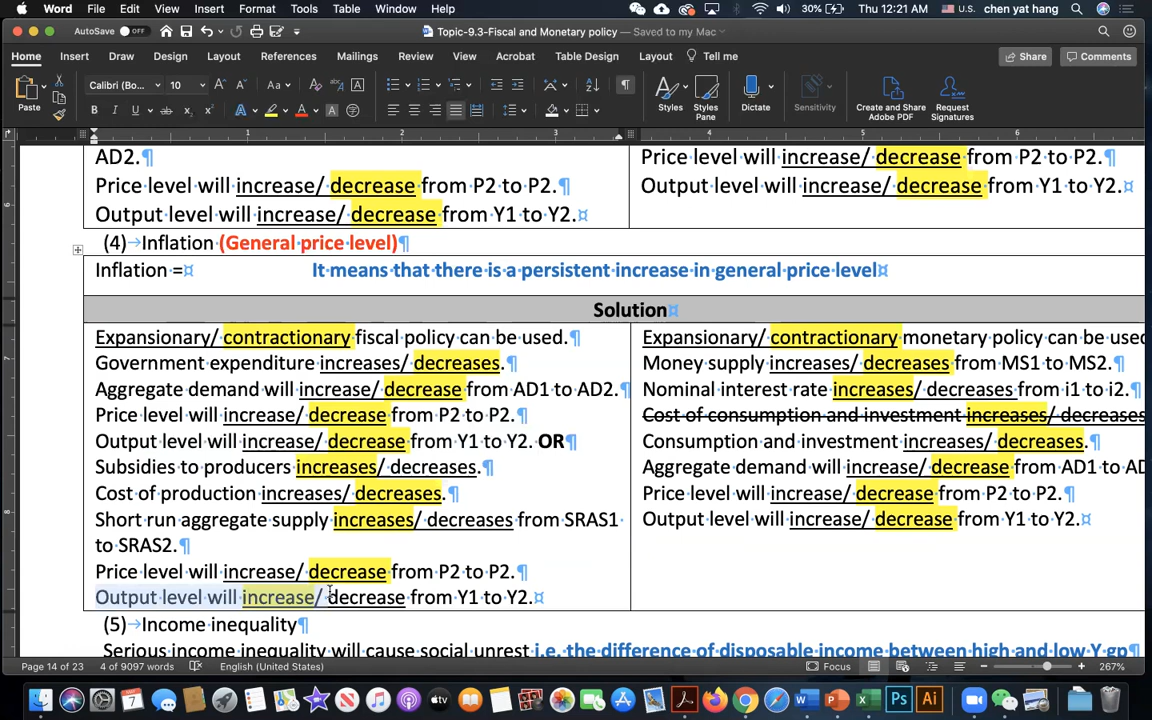 Word File Edit View Insert Format Tools Table Window Help 30% Thu 12:21 AM U.S. chen yat hang
AutoSave OFF Topic-9.3-Fiscal and Monetary policy — Saved to my Mac
Home Insert Draw Design Layout References Mailings Review View Acrobat Table Design Layout Tell me Share Comments
Paste Calibri (Bo... 10 Styles Styles Pane Dictate Sensitivity Create and Share Adobe PDF Request Signatures
1 2 3 4 5 6
AD2.¶
Price level will increase/ decrease from P2 to P2.¶
Output level will increase/ decrease from Y1 to Y2.¤
Price level will increase/ decrease from P2 to P2.¶
Output level will increase/ decrease from Y1 to Y2.¤
(4)→Inflation (General price level)¶
Inflation =¤ It means that there is a persistent increase in general price level¤
Solution¤
Expansionary/ contractionary fiscal policy can be used.¶
Government expenditure increases/ decreases.¶
Aggregate demand will increase/ decrease from AD1 to AD2.¶
Price level will increase/ decrease from P2 to P2.¶
Output level will increase/ decrease from Y1 to Y2. OR¶
Subsidies to producers increases/ decreases.¶
Cost of production increases/ decreases.¶
Short run aggregate supply increases/ decreases from SRAS1
to SRAS2.¶
Price level will increase/ decrease from P2 to P2.¶
Output level will increase/ decrease from Y1 to Y2.¤
Expansionary/ contractionary monetary policy can be used
Money supply increases/ decreases from MS1 to MS2.¶
Nominal interest rate increases/ decreases from i1 to i2.¶
Cost of consumption and investment increases/ decreases
Consumption and investment increases/ decreases.¶
Aggregate demand will increase/ decrease from AD1 to AD
Price level will increase/ decrease from P2 to P2.¶
Output level will increase/ decrease from Y1 to Y2.¤
(5)→Income inequality¶
Serious income inequality will cause social unrest i.e. the difference of disposable income between high and low Y gp¶
Page 14 of 23 4 of 9097 words English (United States) Focus 267%